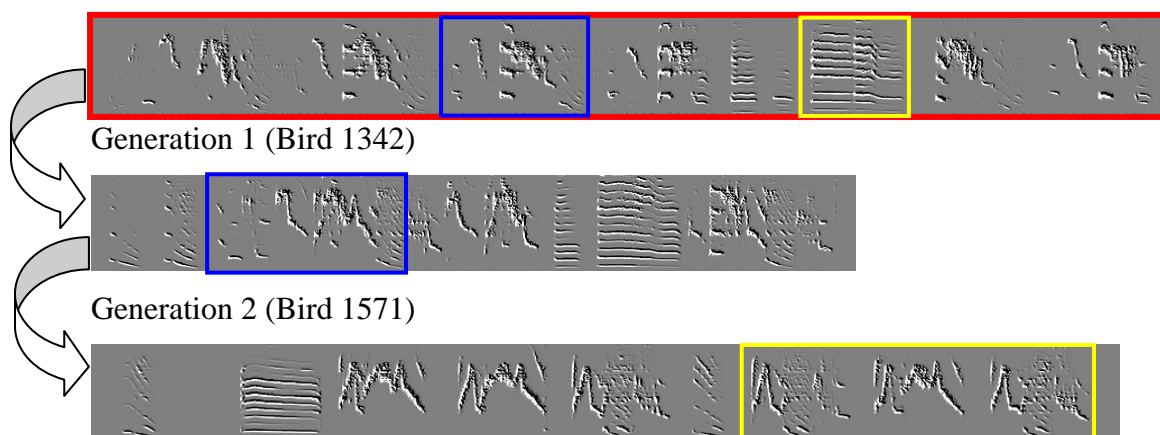 Generation 1 (Bird 1342)
Generation 2 (Bird 1571)